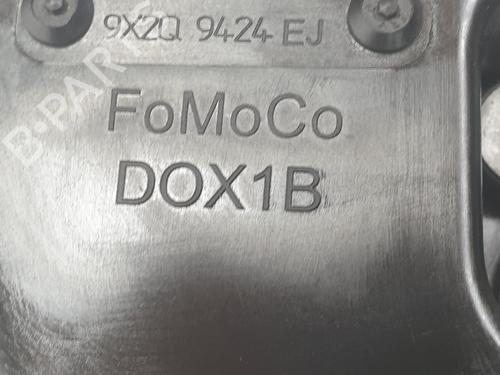 9X2Q 9424 EJ
FoMoCo
DOX1B
B-PARTS